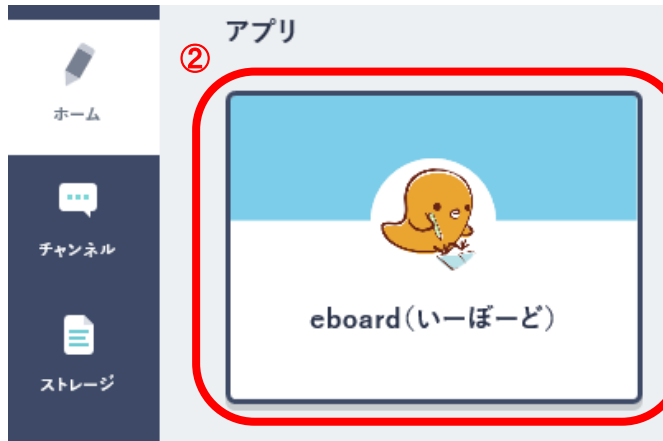 アプリ
②
ホーム
チャンネル
ストレージ
eboard(いーぼーど)